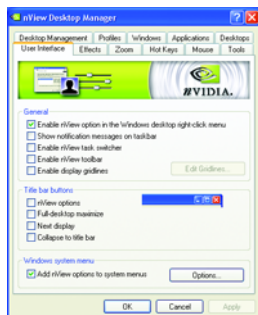 nView Desktop Manager
Desktop Management Profiles Windows Applications Desktops
User Interface Effects Zoom Hot Keys Mouse Tools
nVIDIA.
General
Enable nView option in the Windows desktop right-click menu
Show notification messages on taskbar
Enable nView task switcher
Enable nView toolbar
Enable display gridlines
Edit Gridlines...
Title bar buttons
nView options
Full-desktop maximize
Next display
Collapse to title bar
Windows system menu
Add nView options to system menus
Options...
OK Cancel Apply